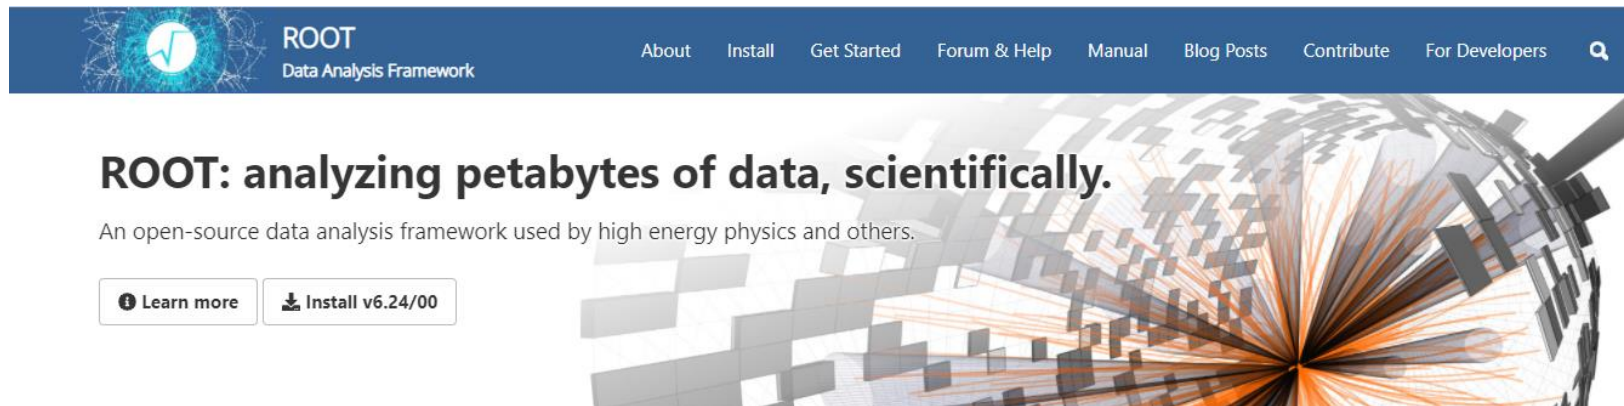 ROOT
Data Analysis Framework
About Install Get Started Forum & Help Manual Blog Posts Contribute For Developers
ROOT: analyzing petabytes of data, scientifically.
An open-source data analysis framework used by high energy physics and others.
Learn more Install v6.24/00